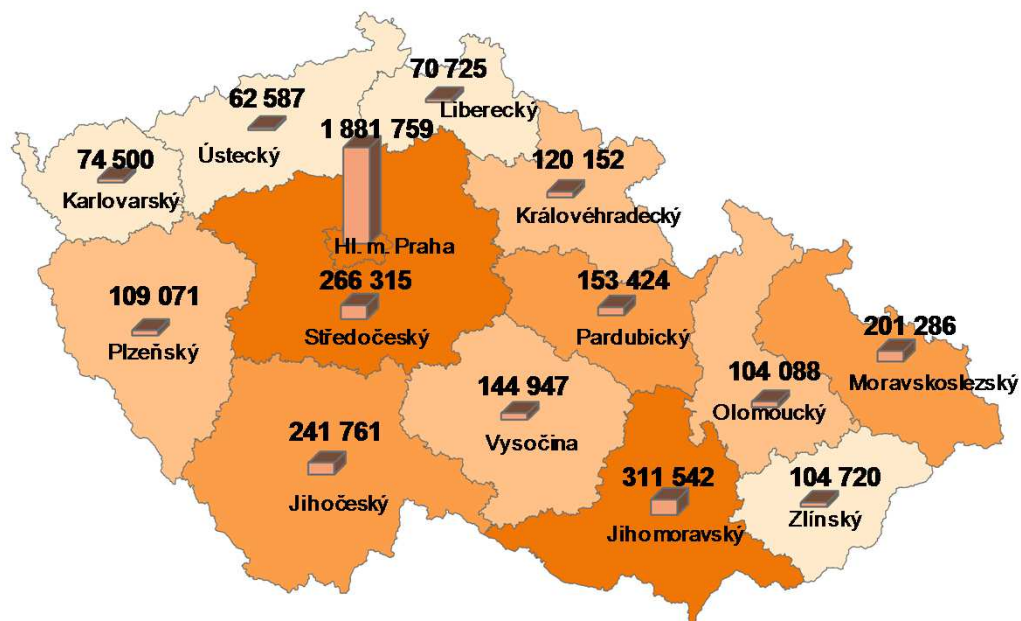 70 725
Liberecký
62 587
Ústecký
1 881 759
Hl. m. Praha
74 500
Karlovarský
120 152
Královéhradecký
109 071
Plzeňský
266 315
Středočeský
153 424
Pardubický
201 286
Moravskoslezský
104 088
Olomoucký
144 947
Vysočina
241 761
Jihočeský
311 542
Jihomoravský
104 720
Zlínský